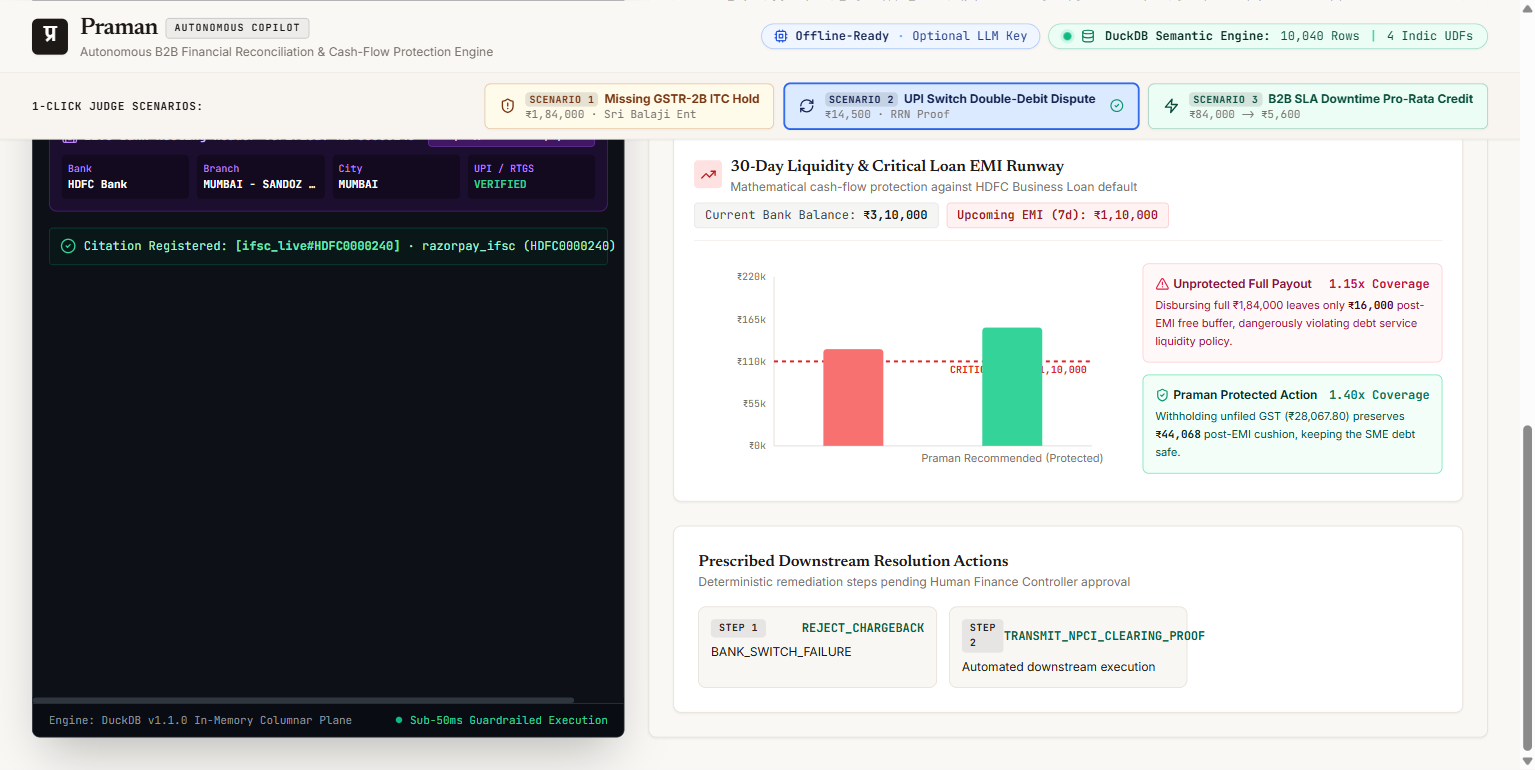 प्र
Praman
AUTONOMOUS COPILOT
Autonomous B2B Financial Reconciliation & Cash-Flow Protection Engine
Offline-Ready · Optional LLM Key
DuckDB Semantic Engine: 10,040 Rows | 4 Indic UDFs
1-CLICK JUDGE SCENARIOS:
SCENARIO 1 Missing GSTR-2B ITC Hold
₹1,84,000 · Sri Balaji Ent
SCENARIO 2 UPI Switch Double-Debit Dispute
₹14,500 · RRN Proof
SCENARIO 3 B2B SLA Downtime Pro-Rata Credit
₹84,000 → ₹5,600
Bank
HDFC Bank
Branch
MUMBAI - SANDOZ …
City
MUMBAI
UPI / RTGS
VERIFIED
Citation Registered: [ifsc_live#HDFC0000240] · razorpay_ifsc (HDFC0000240)
Engine: DuckDB v1.1.0 In-Memory Columnar Plane
Sub-50ms Guardrailed Execution
30-Day Liquidity & Critical Loan EMI Runway
Mathematical cash-flow protection against HDFC Business Loan default
Current Bank Balance: ₹3,10,000
Upcoming EMI (7d): ₹1,10,000
₹220k
₹165k
₹110k
₹55k
₹0k
CRITI 1,10,000
Praman Recommended (Protected)
Unprotected Full Payout 1.15x Coverage
Disbursing full ₹1,84,000 leaves only ₹16,000 post-
EMI free buffer, dangerously violating debt service
liquidity policy.
Praman Protected Action 1.40x Coverage
Withholding unfiled GST (₹28,067.80) preserves
₹44,068 post-EMI cushion, keeping the SME debt
safe.
Prescribed Downstream Resolution Actions
Deterministic remediation steps pending Human Finance Controller approval
STEP 1 REJECT_CHARGEBACK
BANK_SWITCH_FAILURE
STEP
2
TRANSMIT_NPCI_CLEARING_PROOF
Automated downstream execution